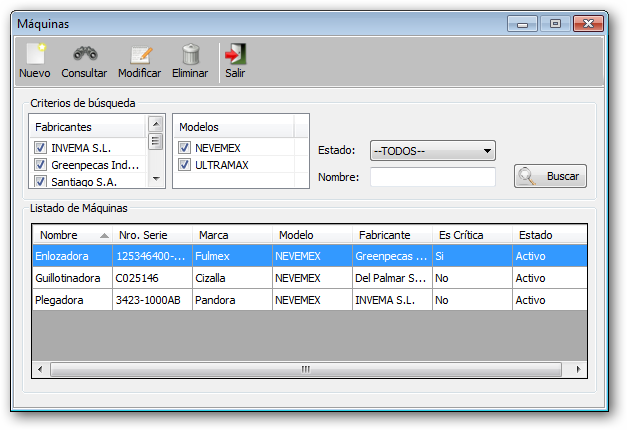 Máquinas
Nuevo Consultar Modificar Eliminar Salir
Criterios de búsqueda
Fabricantes
INVEMA S.L.
Greenpecas Ind...
Santiago S.A.
Modelos
NEVEMEX
ULTRAMAX
Estado: --TODOS--
Nombre:
Buscar
Listado de Máquinas
Nombre Nro. Serie Marca Modelo Fabricante Es Crítica Estado
Enlozadora 125346400-... Fulmex NEVEMEX Greenpecas ... Si Activo
Guillotinadora C025146 Cizalla NEVEMEX Del Palmar S... No Activo
Plegadora 3423-1000AB Pandora NEVEMEX INVEMA S.L. No Activo